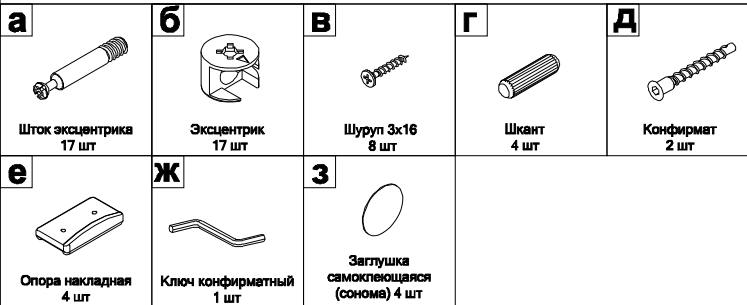 а
Шток эксцентрика
17 шт
б
Эксцентрик
17 шт
в
Шуруп 3х16
8 шт
г
Шкант
4 шт
д
Конфирмат
2 шт
е
Опора накладная
4 шт
ж
Ключ конфирматный
1 шт
з
Заглушка
самоклеющаяся
(сонома) 4 шт